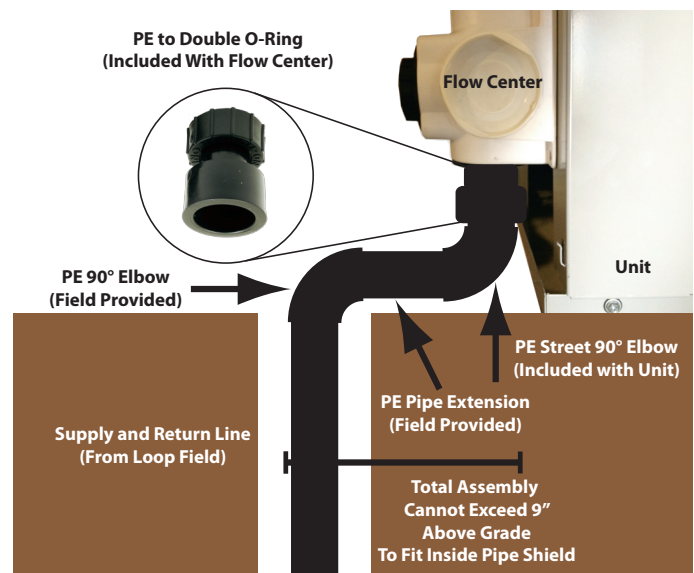 PE to Double O-Ring
(Included With Flow Center)
Flow Center
PE 90° Elbow
(Field Provided)
Unit
PE Street 90° Elbow
(Included with Unit)
PE Pipe Extension
(Field Provided)
Supply and Return Line
(From Loop Field)
Total Assembly
Cannot Exceed 9”
Above Grade
To Fit Inside Pipe Shield